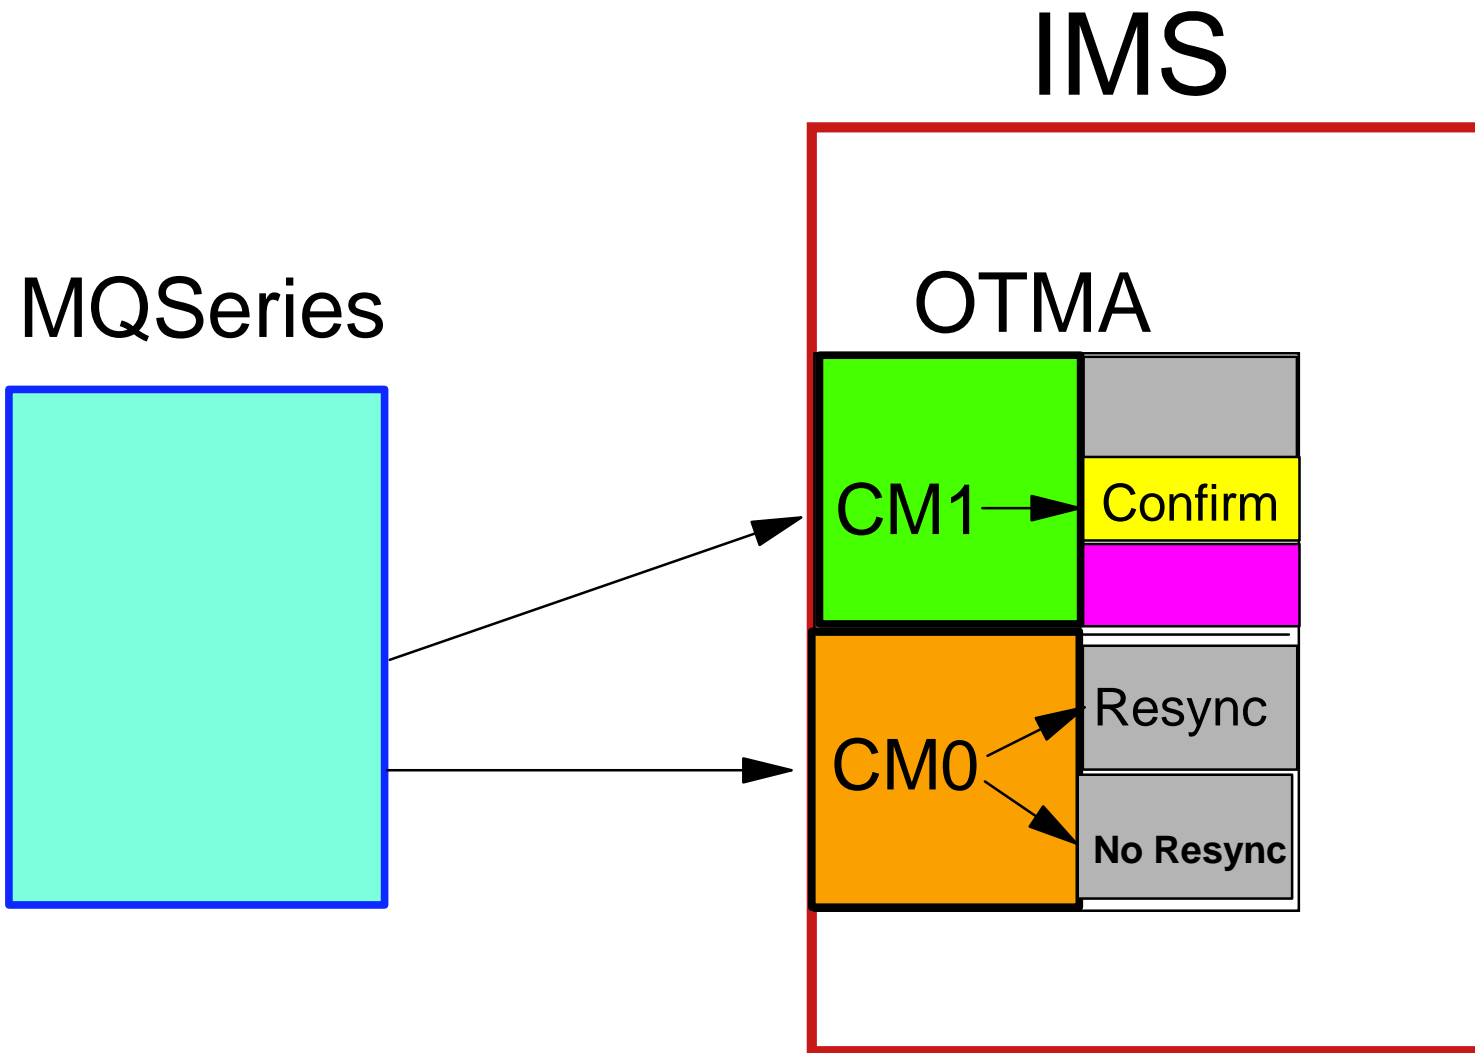 IMS
OTMA
MQSeries
CM1
Confirm
CM0
Resync
No Resync